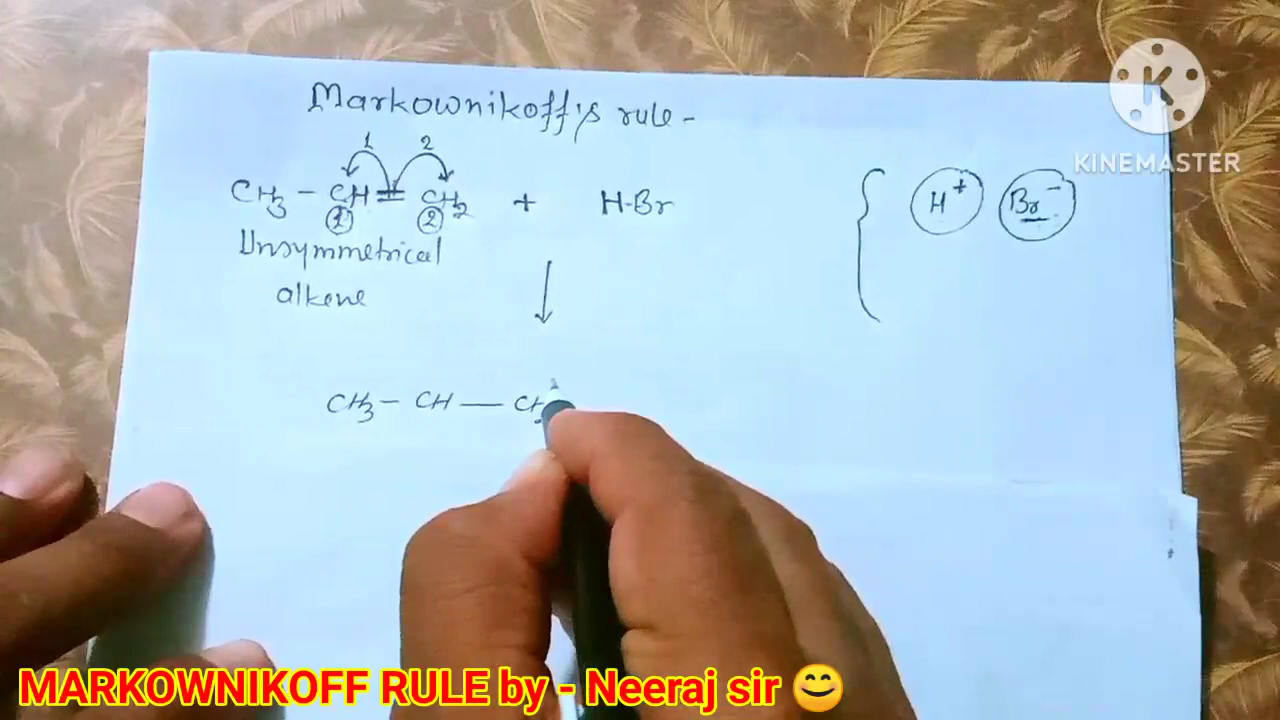 Markownikoff's rule -
1 2
CH3 - CH = CH2 + H-Br
1 2
Unsymmetrical
alkene
H+ Br-
CH3 - CH — CH2
K
KINEMASTER
MARKOWNIKOFF RULE by - Neeraj sir 😊